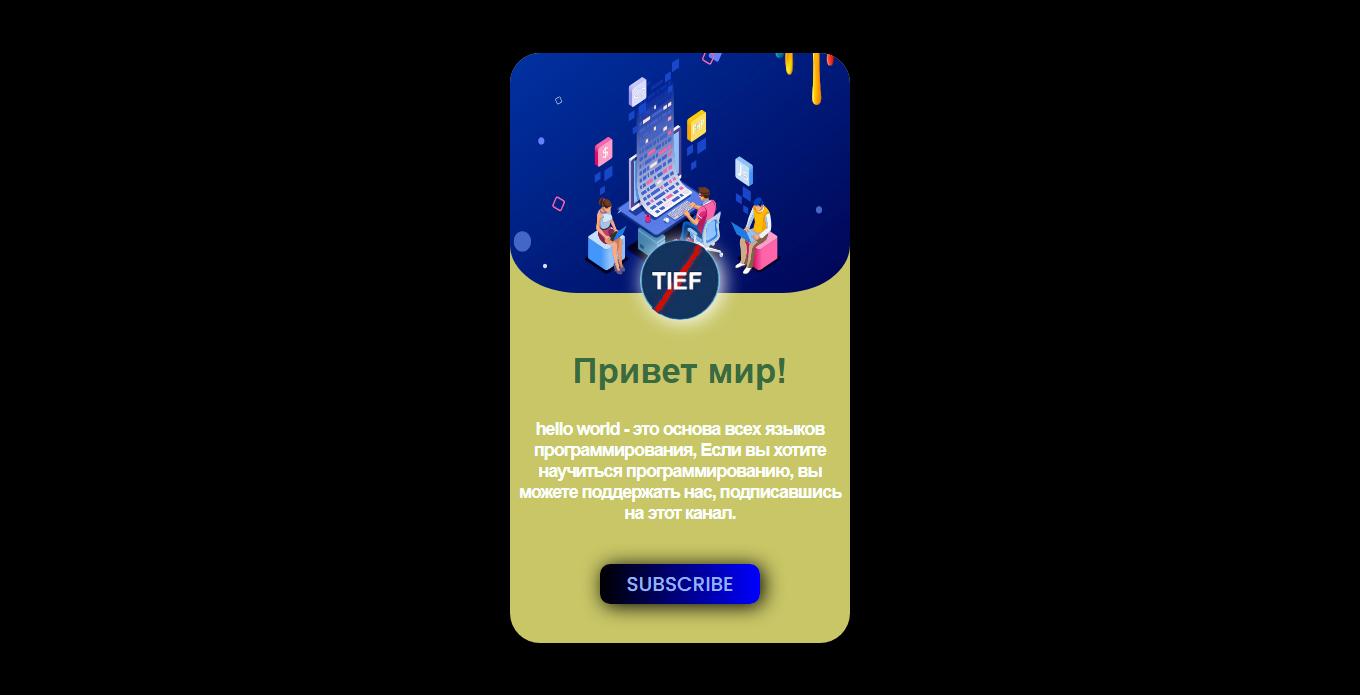 TIEF
Привет мир!
hello world - это основа всех языков
программирования, Если вы хотите
научиться программированию, вы
можете поддержать нас, подписавшись
на этот канал.
SUBSCRIBE